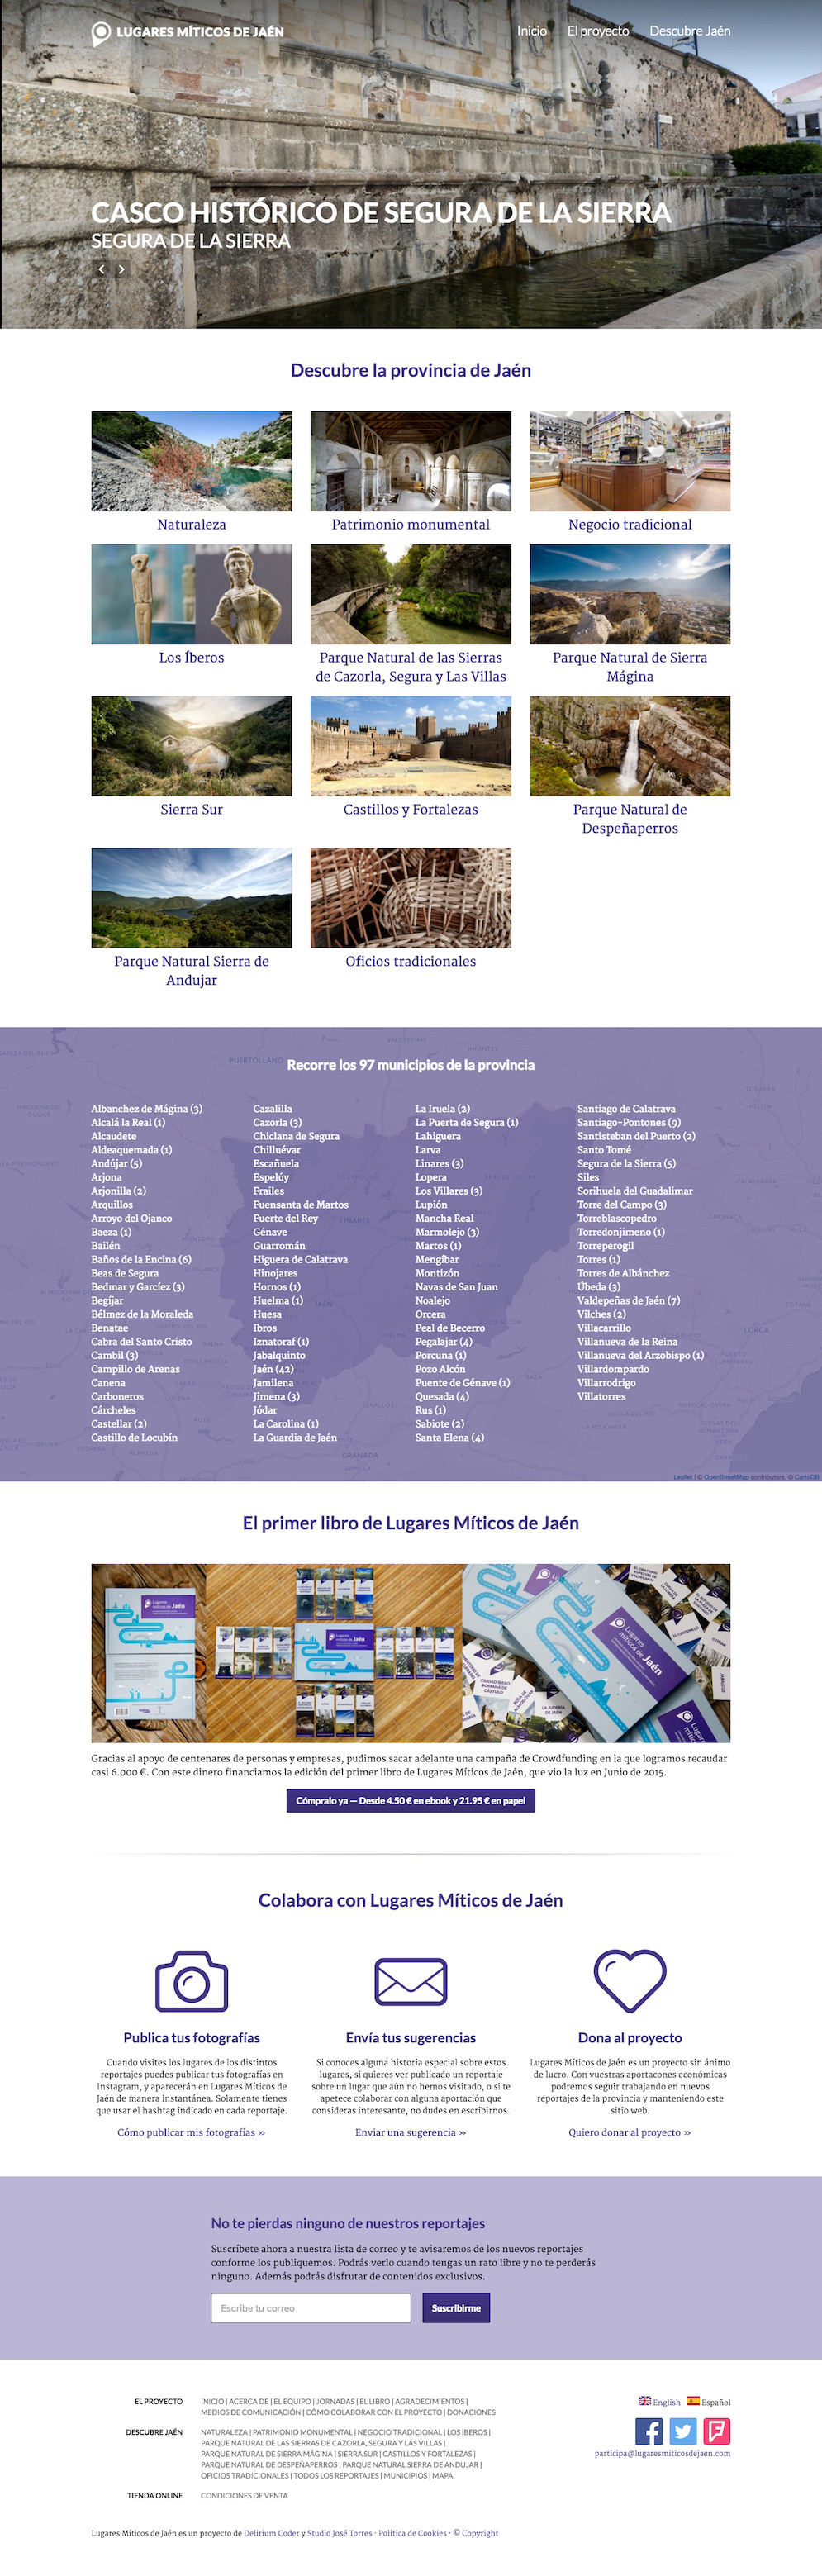 LUGARES MÍTICOS DE JAÉN
Inicio El proyecto Descubre Jaén
CASCO HISTÓRICO DE SEGURA DE LA SIERRA
SEGURA DE LA SIERRA
Descubre la provincia de Jaén
Naturaleza
Patrimonio monumental
Negocio tradicional
Los Íberos
Parque Natural de las Sierras
de Cazorla, Segura y Las Villas
Parque Natural de Sierra
Mágina
Sierra Sur
Castillos y Fortalezas
Parque Natural de
Despeñaperros
Parque Natural Sierra de
Andujar
Oficios tradicionales
Recorre los 97 municipios de la provincia
Albanchez de Mágina (3)
Alcalá la Real (1)
Alcaudete
Aldeaquemada (1)
Andújar (5)
Arjona
Arjonilla (2)
Arquillos
Arroyo del Ojanco
Baeza (1)
Bailén
Baños de la Encina (6)
Beas de Segura
Bedmar y Garcíez (3)
Begíjar
Bélmez de la Moraleda
Benatae
Cabra del Santo Cristo
Cambil (3)
Campillo de Arenas
Canena
Carboneros
Cárcheles
Castellar (2)
Castillo de Locubín
Cazalilla
Cazorla (3)
Chiclana de Segura
Chilluévar
Escañuela
Espelúy
Frailes
Fuensanta de Martos
Fuerte del Rey
Génave
Guarromán
Higuera de Calatrava
Hinojares
Hornos (1)
Huelma (1)
Huesa
Ibros
Iznatoraf (1)
Jabalquinto
Jaén (42)
Jamilena
Jimena (3)
Jódar
La Carolina (1)
La Guardia de Jaén
La Iruela (2)
La Puerta de Segura (1)
Lahiguera
Larva
Linares (3)
Lopera
Los Villares (3)
Lupión
Mancha Real
Marmolejo (3)
Martos (1)
Mengíbar
Montizón
Navas de San Juan
Noalejo
Orcera
Peal de Becerro
Pegalajar (4)
Porcuna (1)
Pozo Alcón
Puente de Génave (1)
Quesada (4)
Rus (1)
Sabiote (2)
Santa Elena (4)
Santiago de Calatrava
Santiago-Pontones (9)
Santisteban del Puerto (2)
Santo Tomé
Segura de la Sierra (5)
Siles
Sorihuela del Guadalimar
Torre del Campo (3)
Torreblascopedro
Torredonjimeno (1)
Torreperogil
Torres (1)
Torres de Albánchez
Úbeda (3)
Valdepeñas de Jaén (7)
Vilches (2)
Villacarrillo
Villanueva de la Reina
Villanueva del Arzobispo (1)
Villardompardo
Villarrodrigo
Villatorres
Leaflet | © OpenStreetMap contributors, © CartoDB
El primer libro de Lugares Míticos de Jaén
Lugares
míticos de Jaén
Gracias al apoyo de centenares de personas y empresas, pudimos sacar adelante una campaña de Crowdfunding en la que logramos recaudar
casi 6.000 €. Con este dinero financiamos la edición del primer libro de Lugares Míticos de Jaén, que vio la luz en Junio de 2015.
Cómpralo ya — Desde 4.50 € en ebook y 21.95 € en papel
Colabora con Lugares Míticos de Jaén
Publica tus fotografías
Cuando visites los lugares de los distintos
reportajes puedes publicar tus fotografías en
Instagram, y aparecerán en Lugares Míticos de
Jaén de manera instantánea. Solamente tienes
que usar el hashtag indicado en cada reportaje.
Cómo publicar mis fotografías »
Envía tus sugerencias
Si conoces alguna historia especial sobre estos
lugares, si quieres ver publicado un reportaje
sobre un lugar que aún no hemos visitado, o si te
apetece colaborar con alguna aportación que
consideras interesante, no dudes en escribirnos.
Enviar una sugerencia »
Dona al proyecto
Lugares Míticos de Jaén es un proyecto sin ánimo
de lucro. Con vuestras aportacones económicas
podremos seguir trabajando en nuevos
reportajes de la provincia y manteniendo este
sitio web.
Quiero donar al proyecto »
No te pierdas ninguno de nuestros reportajes
Suscríbete ahora a nuestra lista de correo y te avisaremos de los nuevos reportajes
conforme los publiquemos. Podrás verlo cuando tengas un rato libre y no te perderás
ninguno. Además podrás disfrutar de contenidos exclusivos.
Escribe tu correo
Suscribirme
EL PROYECTO
INICIO | ACERCA DE | EL EQUIPO | JORNADAS | EL LIBRO | AGRADECIMIENTOS |
MEDIOS DE COMUNICACIÓN | CÓMO COLABORAR CON EL PROYECTO | DONACIONES
DESCUBRE JAÉN
NATURALEZA | PATRIMONIO MONUMENTAL | NEGOCIO TRADICIONAL | LOS ÍBEROS |
PARQUE NATURAL DE LAS SIERRAS DE CAZORLA, SEGURA Y LAS VILLAS |
PARQUE NATURAL DE SIERRA MÁGINA | SIERRA SUR | CASTILLOS Y FORTALEZAS |
PARQUE NATURAL DE DESPEÑAPERROS | PARQUE NATURAL SIERRA DE ANDUJAR |
OFICIOS TRADICIONALES | TODOS LOS REPORTAJES | MUNICIPIOS | MAPA
TIENDA ONLINE
CONDICIONES DE VENTA
English Español
participa@lugaresmiticosdejaen.com
Lugares Míticos de Jaén es un proyecto de Delirium Coder y Studio José Torres · Política de Cookies · © Copyright